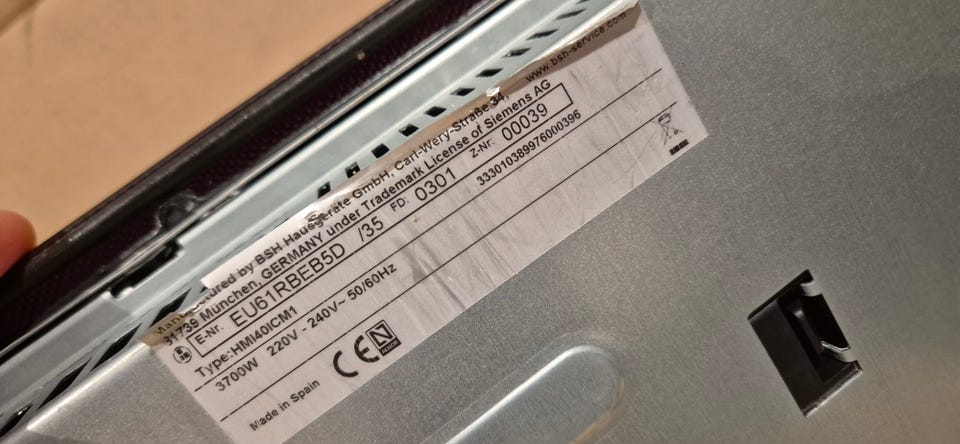 Manufactured by BSH Hausgeräte GmbH, Carl-Wery-Straße 34, www.bsh-service.com
81739 München, GERMANY under Trademark License of Siemens AG
E-Nr. EU61RBEB5D /35 FD: 0301 Z-Nr. 00039
Type:HMI40ICM1 333010389976000396
3700W 220V - 240V~ 50/60Hz
CE N
Made in Spain